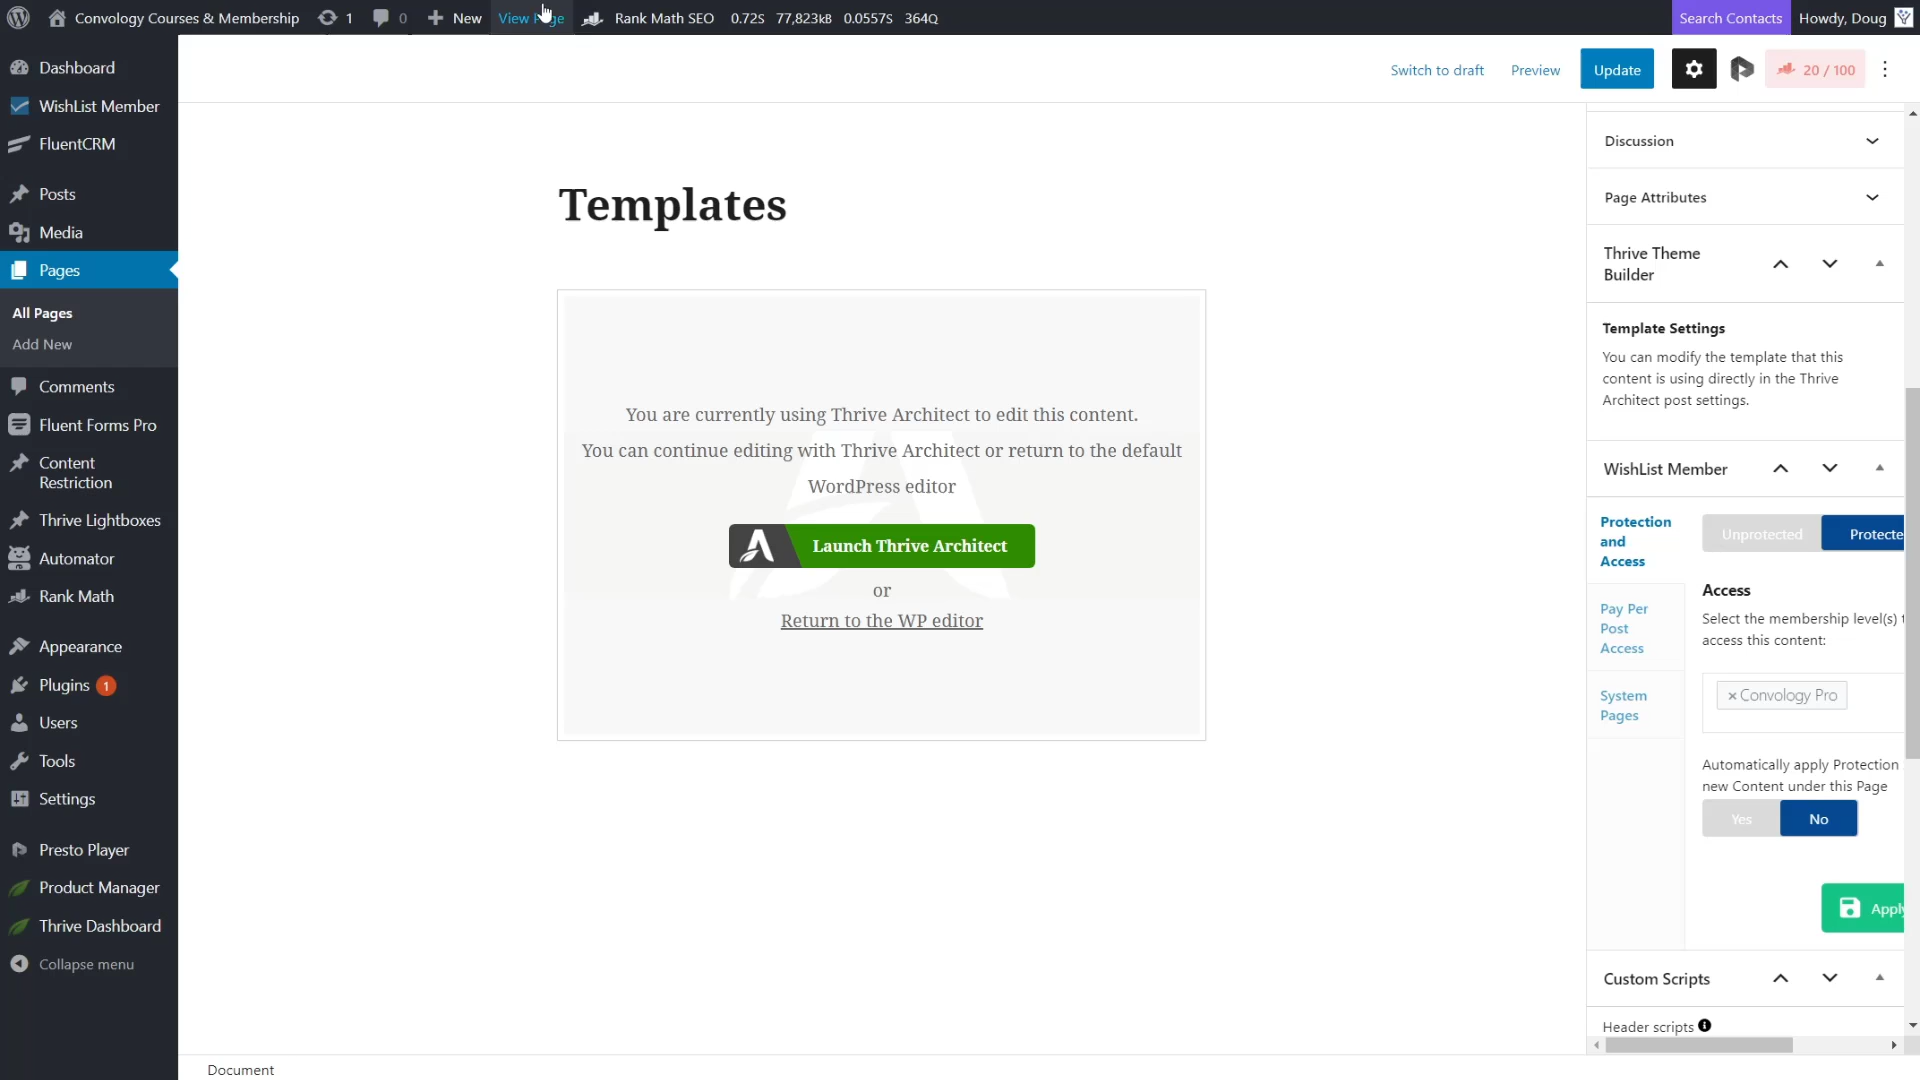 Convology Courses & Membership 1 0 New View Rank Math SEO 0.72S 77,823kB 0.0557S 364Q Search Contacts Howdy, Doug
Switch to draft Preview Update 20 / 100
Dashboard
WishList Member
FluentCRM
Posts
Media
Pages
All Pages
Add New
Comments
Fluent Forms Pro
Content
Restriction
Thrive Lightboxes
Automator
Rank Math
Appearance
Plugins 1
Users
Tools
Settings
Presto Player
Product Manager
Thrive Dashboard
Collapse menu
Templates
You are currently using Thrive Architect to edit this content.
You can continue editing with Thrive Architect or return to the default
WordPress editor
Launch Thrive Architect
or
Return to the WP editor
Discussion
Page Attributes
Thrive Theme
Builder
Template Settings
You can modify the template that this
content is using directly in the Thrive
Architect post settings.
WishList Member
Protection
and
Access
Pay Per
Post
Access
System
Pages
Unprotected Protecte
Access
Select the membership level(s) t
access this content:
× Convology Pro
Automatically apply Protection
new Content under this Page
Yes No
Apply
Custom Scripts
Header scripts
Document